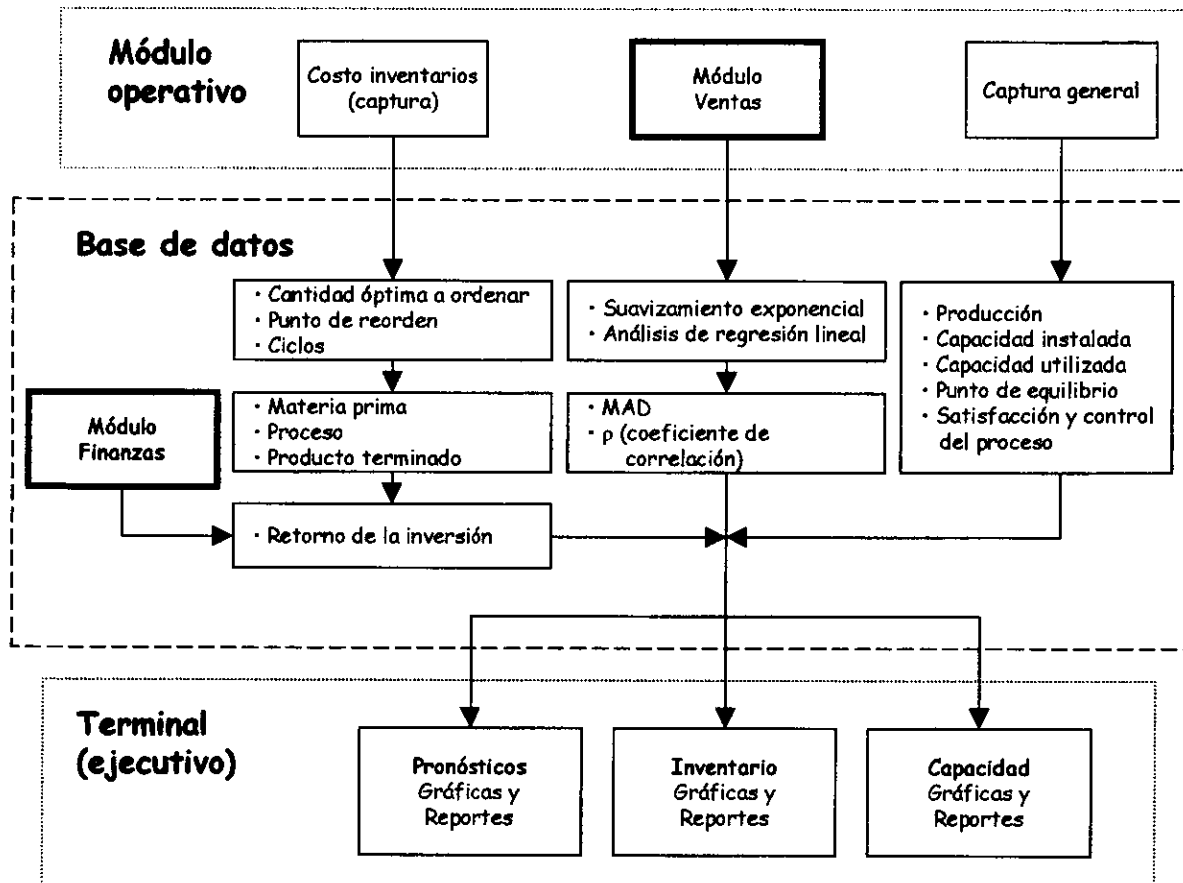 Módulo
operativo
Costo inventarios
(captura)
Módulo
Ventas
Captura general
Base de datos
· Cantidad óptima a ordenar
· Punto de reorden
· Ciclos
· Suavizamiento exponencial
· Análisis de regresión lineal
· Producción
· Capacidad instalada
· Capacidad utilizada
· Punto de equilibrio
· Satisfacción y control
del proceso
Módulo
Finanzas
· Materia prima
· Proceso
· Producto terminado
· MAD
· ρ (coeficiente de
correlación)
· Retorno de la inversión
Terminal
(ejecutivo)
Pronósticos
Gráficas y
Reportes
Inventario
Gráficas y
Reportes
Capacidad
Gráficas y
Reportes